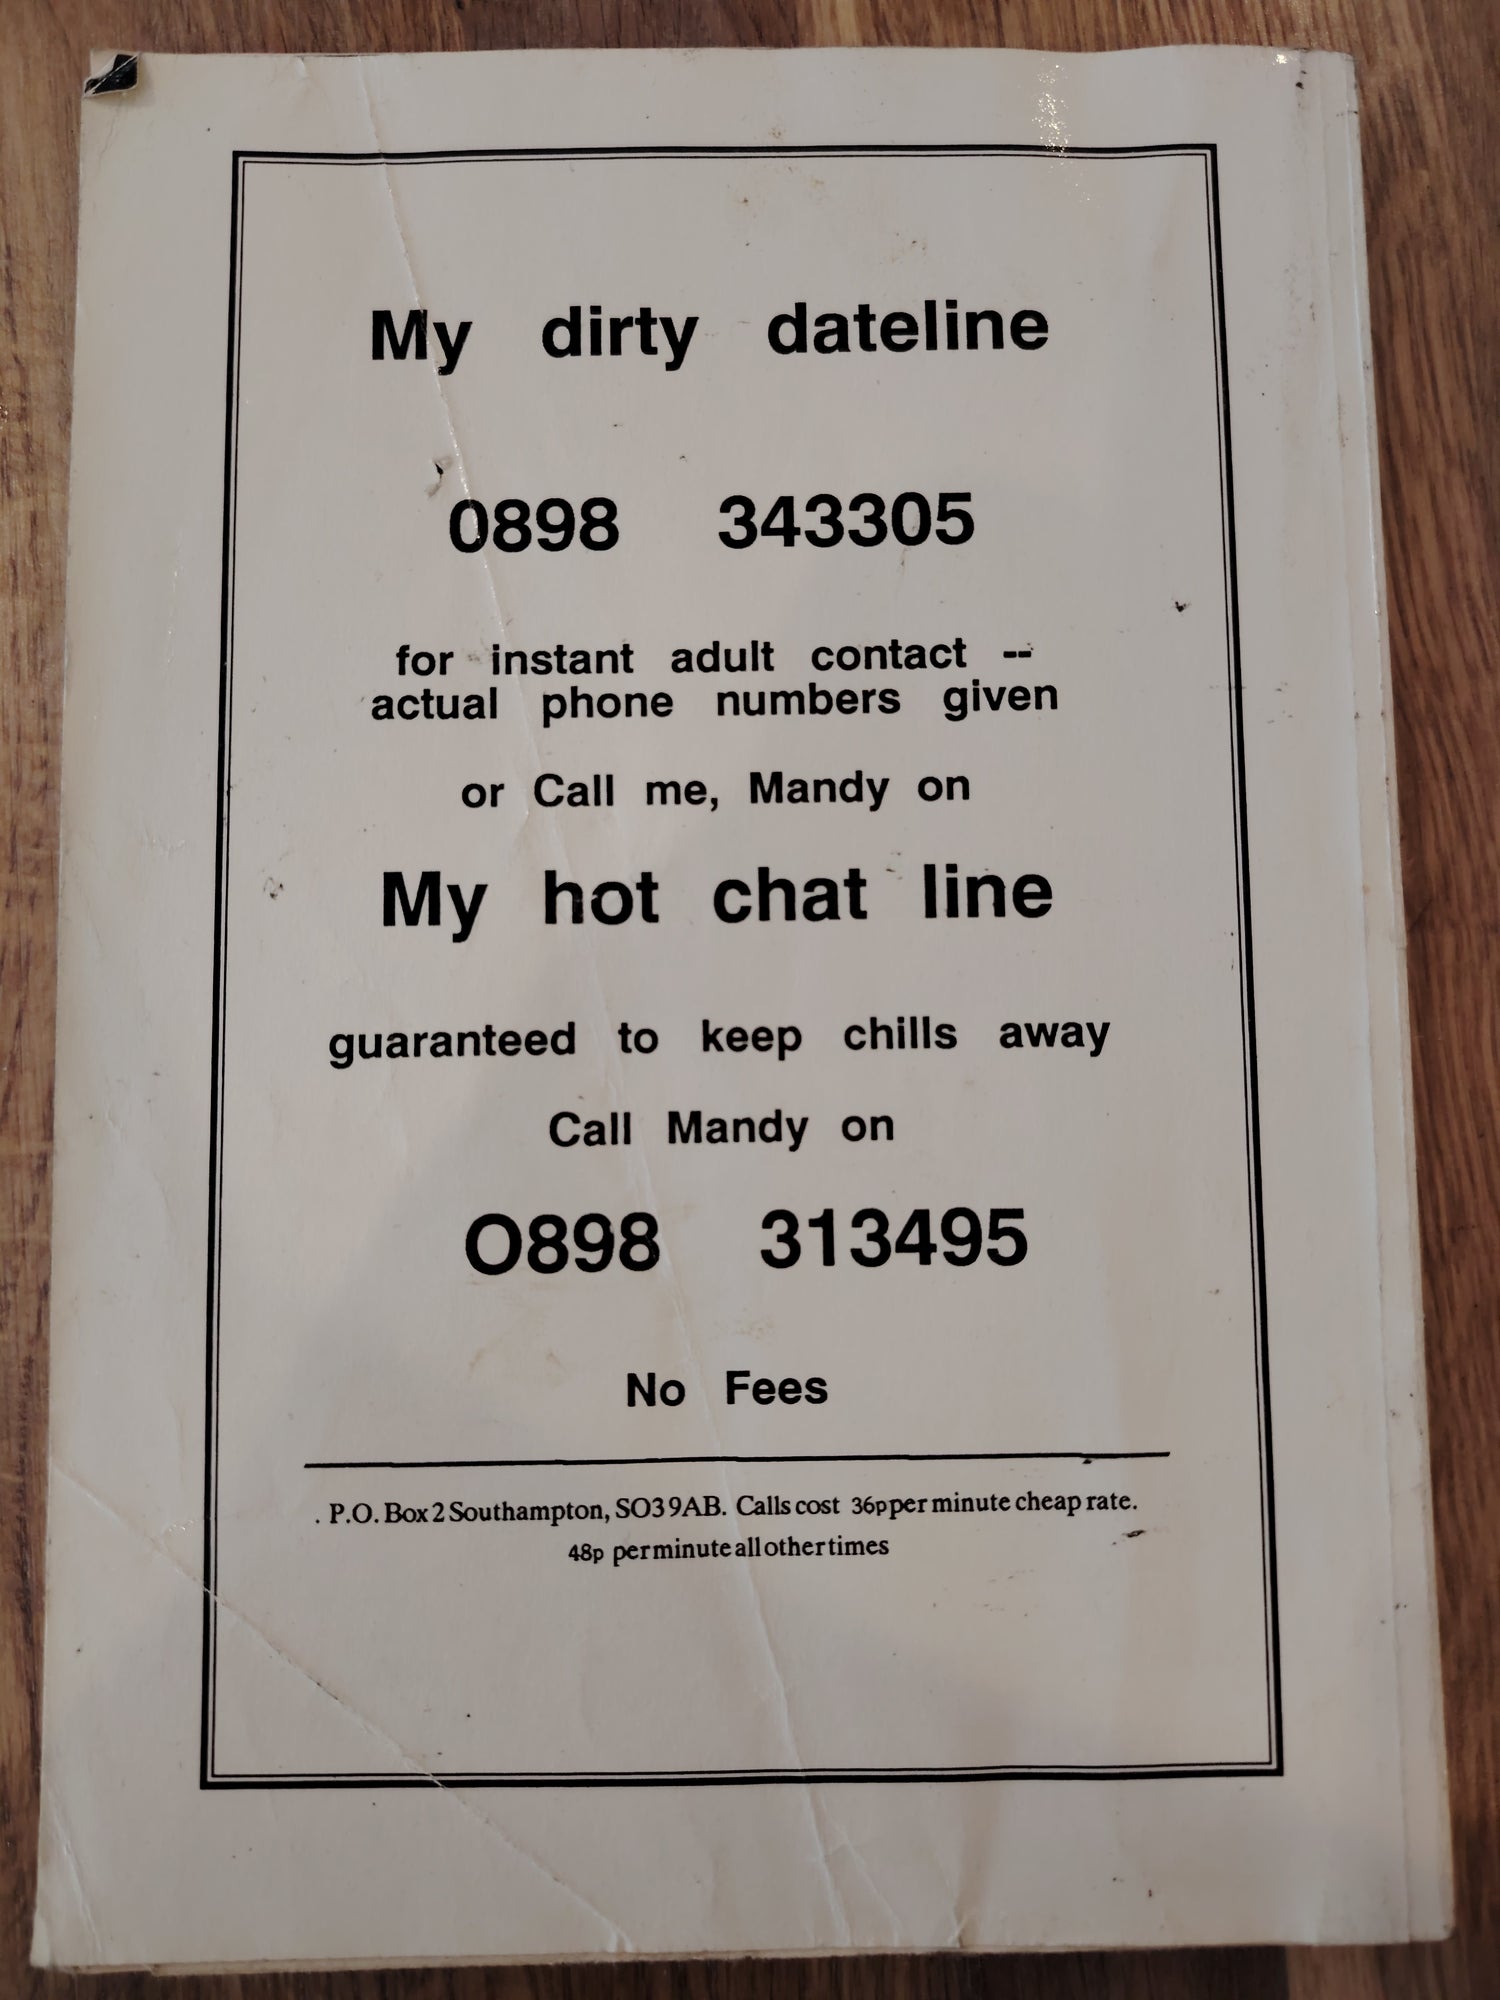 My dirty dateline
0898 343305
for instant adult contact --
actual phone numbers given
or Call me, Mandy on
My hot chat line
guaranteed to keep chills away
Call Mandy on
O898 313495
No Fees
. P.O. Box 2 Southampton, SO3 9AB. Calls cost 36p per minute cheap rate.
48p per minute all other times